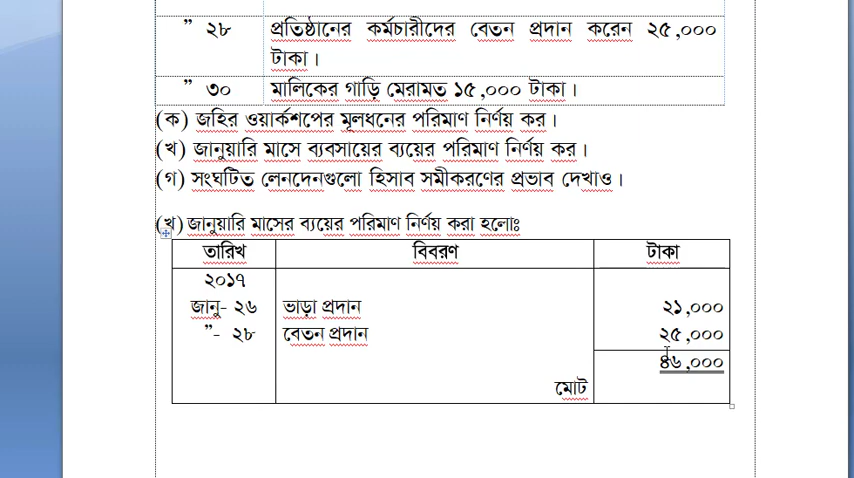 ” ২৮ প্রতিষ্ঠানের কর্মচারীদের বেতন প্রদান করেন ২৫,০০০
টাকা।
” ৩০ মালিকের গাড়ি মেরামত ১৫,০০০ টাকা।
(ক) জহির ওয়ার্কশপের মূলধনের পরিমাণ নির্ণয় কর।
(খ) জানুয়ারি মাসে ব্যবসায়ের ব্যয়ের পরিমাণ নির্ণয় কর।
(গ) সংঘটিত লেনদেনগুলো হিসাব সমীকরণের প্রভাব দেখাও।
(খ) জানুয়ারি মাসের ব্যয়ের পরিমাণ নির্ণয় করা হলোঃ
তারিখ বিবরণ টাকা
২০১৭
জানু- ২৬ ভাড়া প্রদান ২১,০০০
”- ২৮ বেতন প্রদান ২৫,০০০
৪৬,০০০
মোট